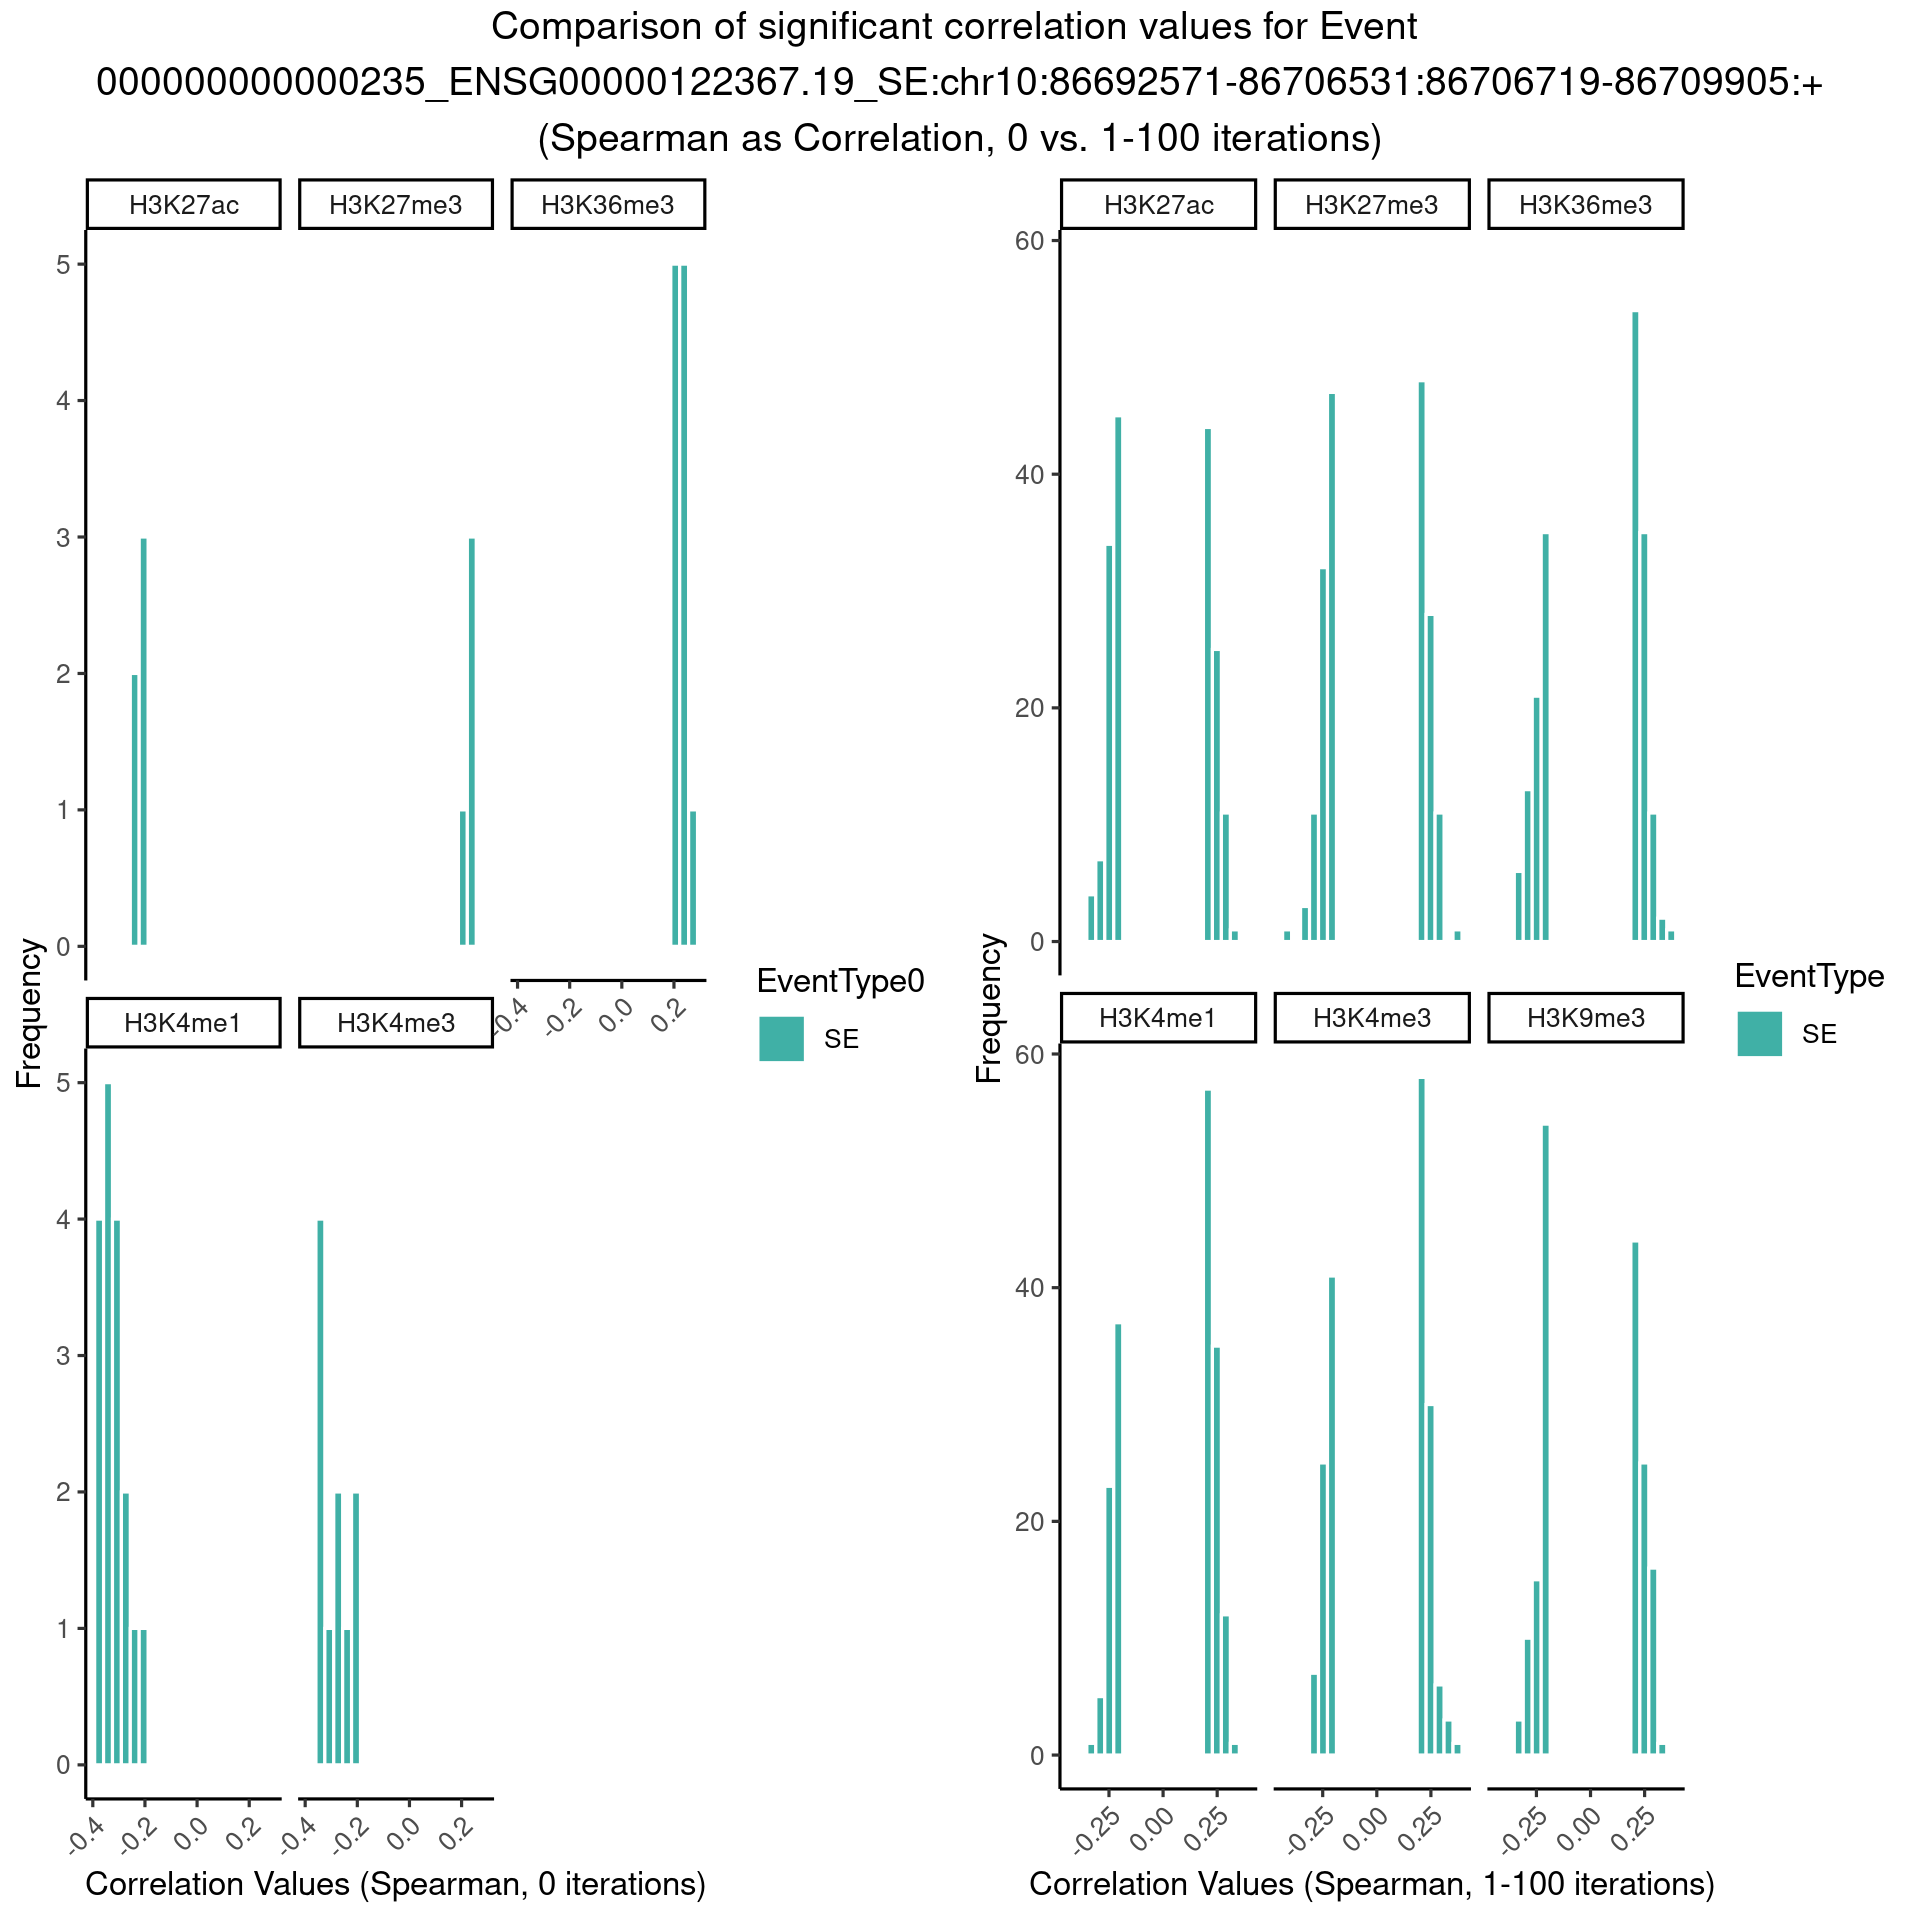 Comparison of significant correlation values for Event
000000000000235_ENSG00000122367.19_SE:chr10:86692571-86706531:86706719-86709905:+
(Spearman as Correlation, 0 vs. 1-100 iterations)
H3K27ac
H3K27me3
H3K36me3
5
4
3
2
1
0
-0.4
-0.2
0.0
0.2
H3K4me1
H3K4me3
5
4
3
2
1
0
-0.4
-0.2
0.0
0.2
-0.4
-0.2
0.0
0.2
Frequency
Correlation Values (Spearman, 0 iterations)
EventType0
SE
H3K27ac
H3K27me3
H3K36me3
60
40
20
0
H3K4me1
H3K4me3
H3K9me3
60
40
20
0
-0.25
0.00
0.25
-0.25
0.00
0.25
-0.25
0.00
0.25
Frequency
Correlation Values (Spearman, 1-100 iterations)
EventType
SE